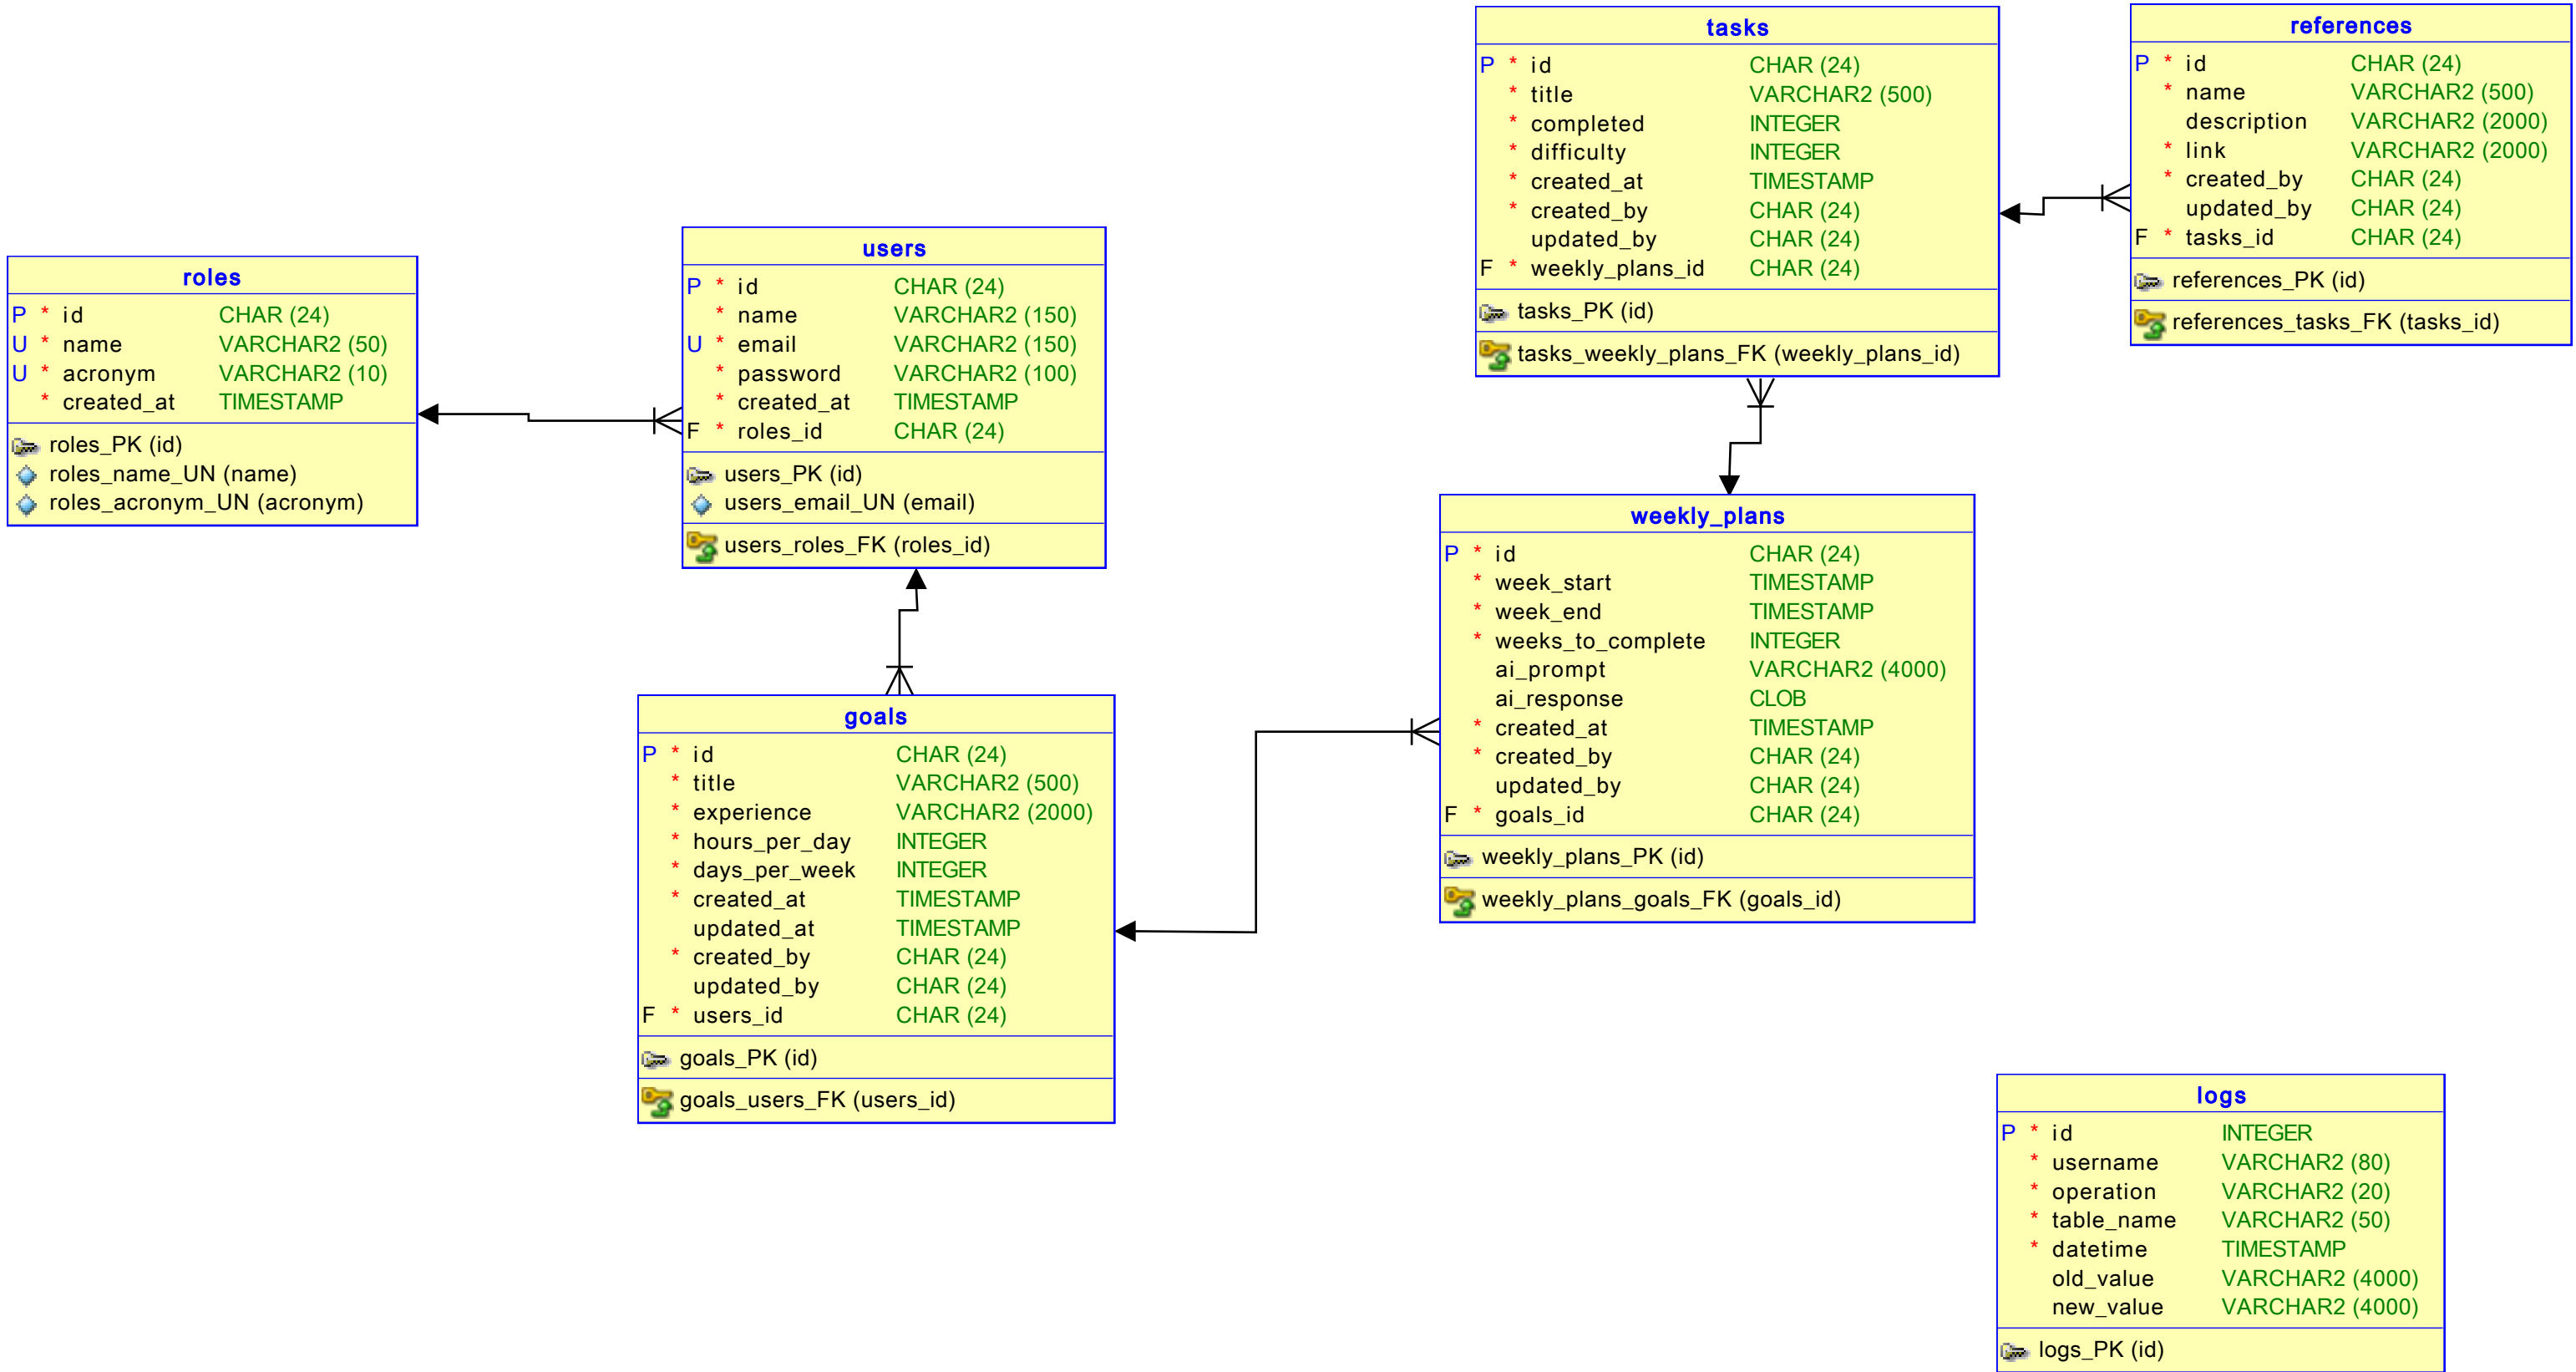 roles
P * id CHAR (24)
U * name VARCHAR2 (50)
U * acronym VARCHAR2 (10)
* created_at TIMESTAMP
roles_PK (id)
roles_name_UN (name)
roles_acronym_UN (acronym)
users
P * id CHAR (24)
* name VARCHAR2 (150)
U * email VARCHAR2 (150)
* password VARCHAR2 (100)
* created_at TIMESTAMP
F * roles_id CHAR (24)
users_PK (id)
users_email_UN (email)
users_roles_FK (roles_id)
goals
P * id CHAR (24)
* title VARCHAR2 (500)
* experience VARCHAR2 (2000)
* hours_per_day INTEGER
* days_per_week INTEGER
* created_at TIMESTAMP
updated_at TIMESTAMP
* created_by CHAR (24)
updated_by CHAR (24)
F * users_id CHAR (24)
goals_PK (id)
goals_users_FK (users_id)
tasks
P * id CHAR (24)
* title VARCHAR2 (500)
* completed INTEGER
* difficulty INTEGER
* created_at TIMESTAMP
* created_by CHAR (24)
updated_by CHAR (24)
F * weekly_plans_id CHAR (24)
tasks_PK (id)
tasks_weekly_plans_FK (weekly_plans_id)
references
P * id CHAR (24)
* name VARCHAR2 (500)
description VARCHAR2 (2000)
* link VARCHAR2 (2000)
* created_by CHAR (24)
updated_by CHAR (24)
F * tasks_id CHAR (24)
references_PK (id)
references_tasks_FK (tasks_id)
weekly_plans
P * id CHAR (24)
* week_start TIMESTAMP
* week_end TIMESTAMP
* weeks_to_complete INTEGER
ai_prompt VARCHAR2 (4000)
ai_response CLOB
* created_at TIMESTAMP
* created_by CHAR (24)
updated_by CHAR (24)
F * goals_id CHAR (24)
weekly_plans_PK (id)
weekly_plans_goals_FK (goals_id)
logs
P * id INTEGER
* username VARCHAR2 (80)
* operation VARCHAR2 (20)
* table_name VARCHAR2 (50)
* datetime TIMESTAMP
old_value VARCHAR2 (4000)
new_value VARCHAR2 (4000)
logs_PK (id)